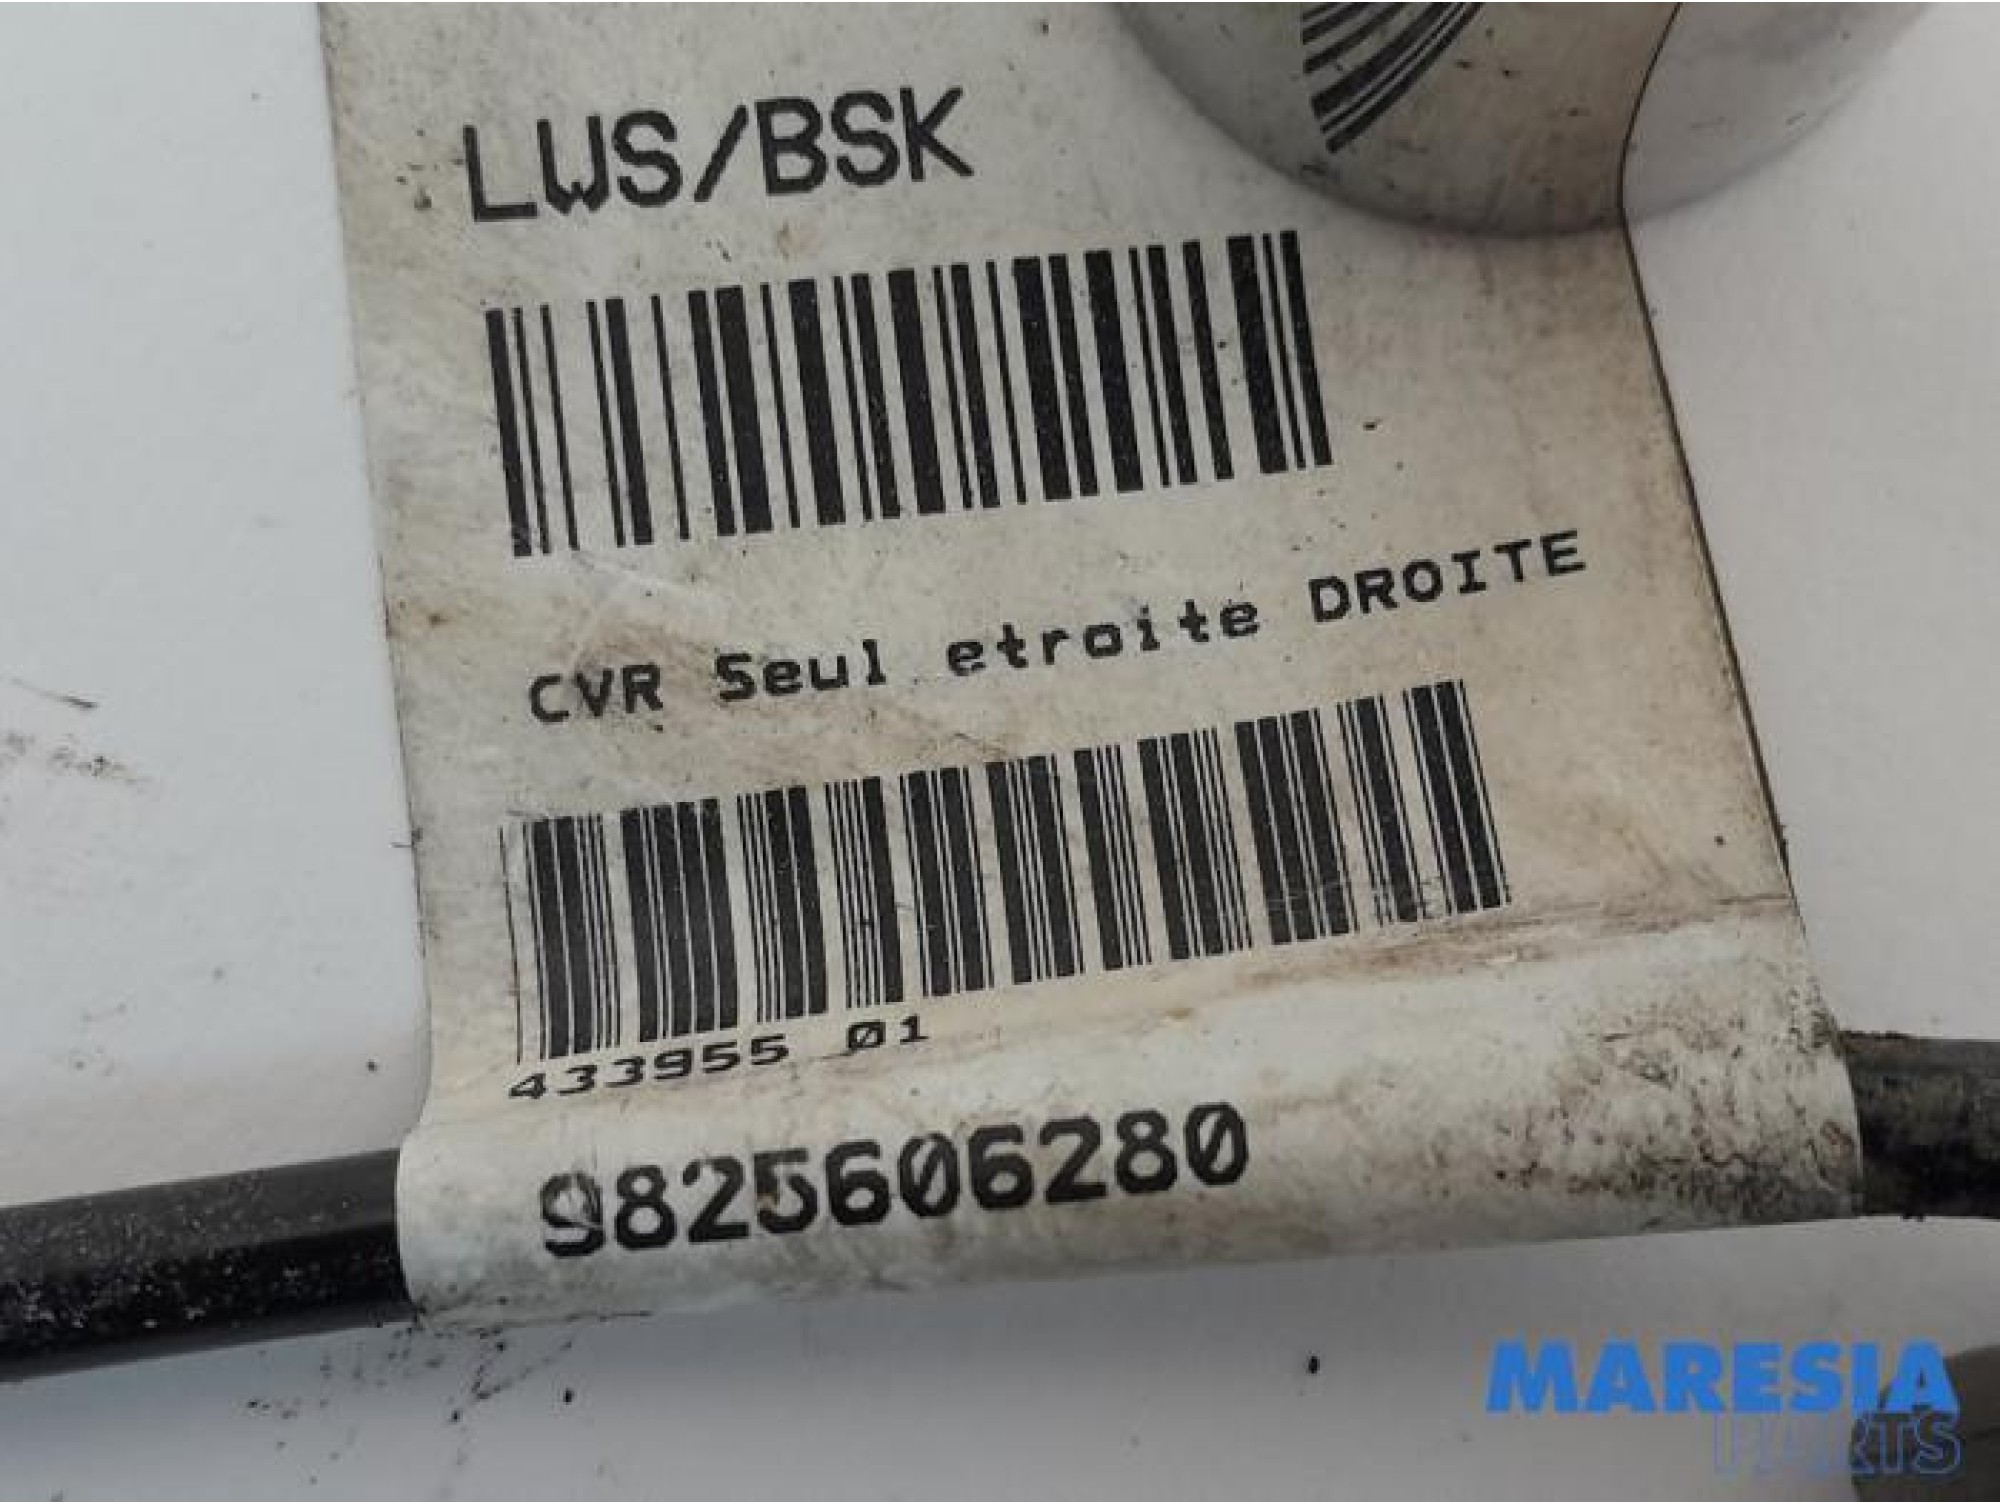 LWS/BSK
CVR Seul etroite DROITE
433955 01
9825606280
MARESIA
PARTS